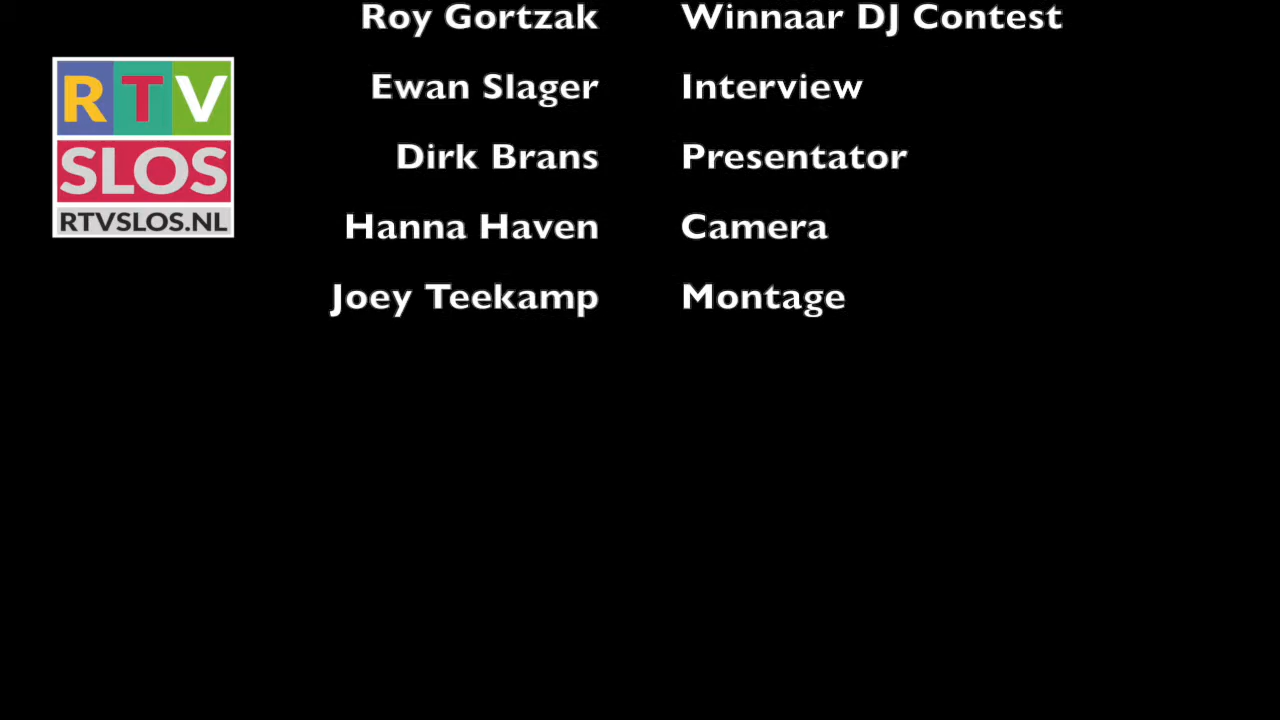 Roy Gortzak Winnaar DJ Contest
Ewan Slager Interview
Dirk Brans Presentator
Hanna Haven Camera
Joey Teekamp Montage
RTV
SLOS
RTVSLOS.NL